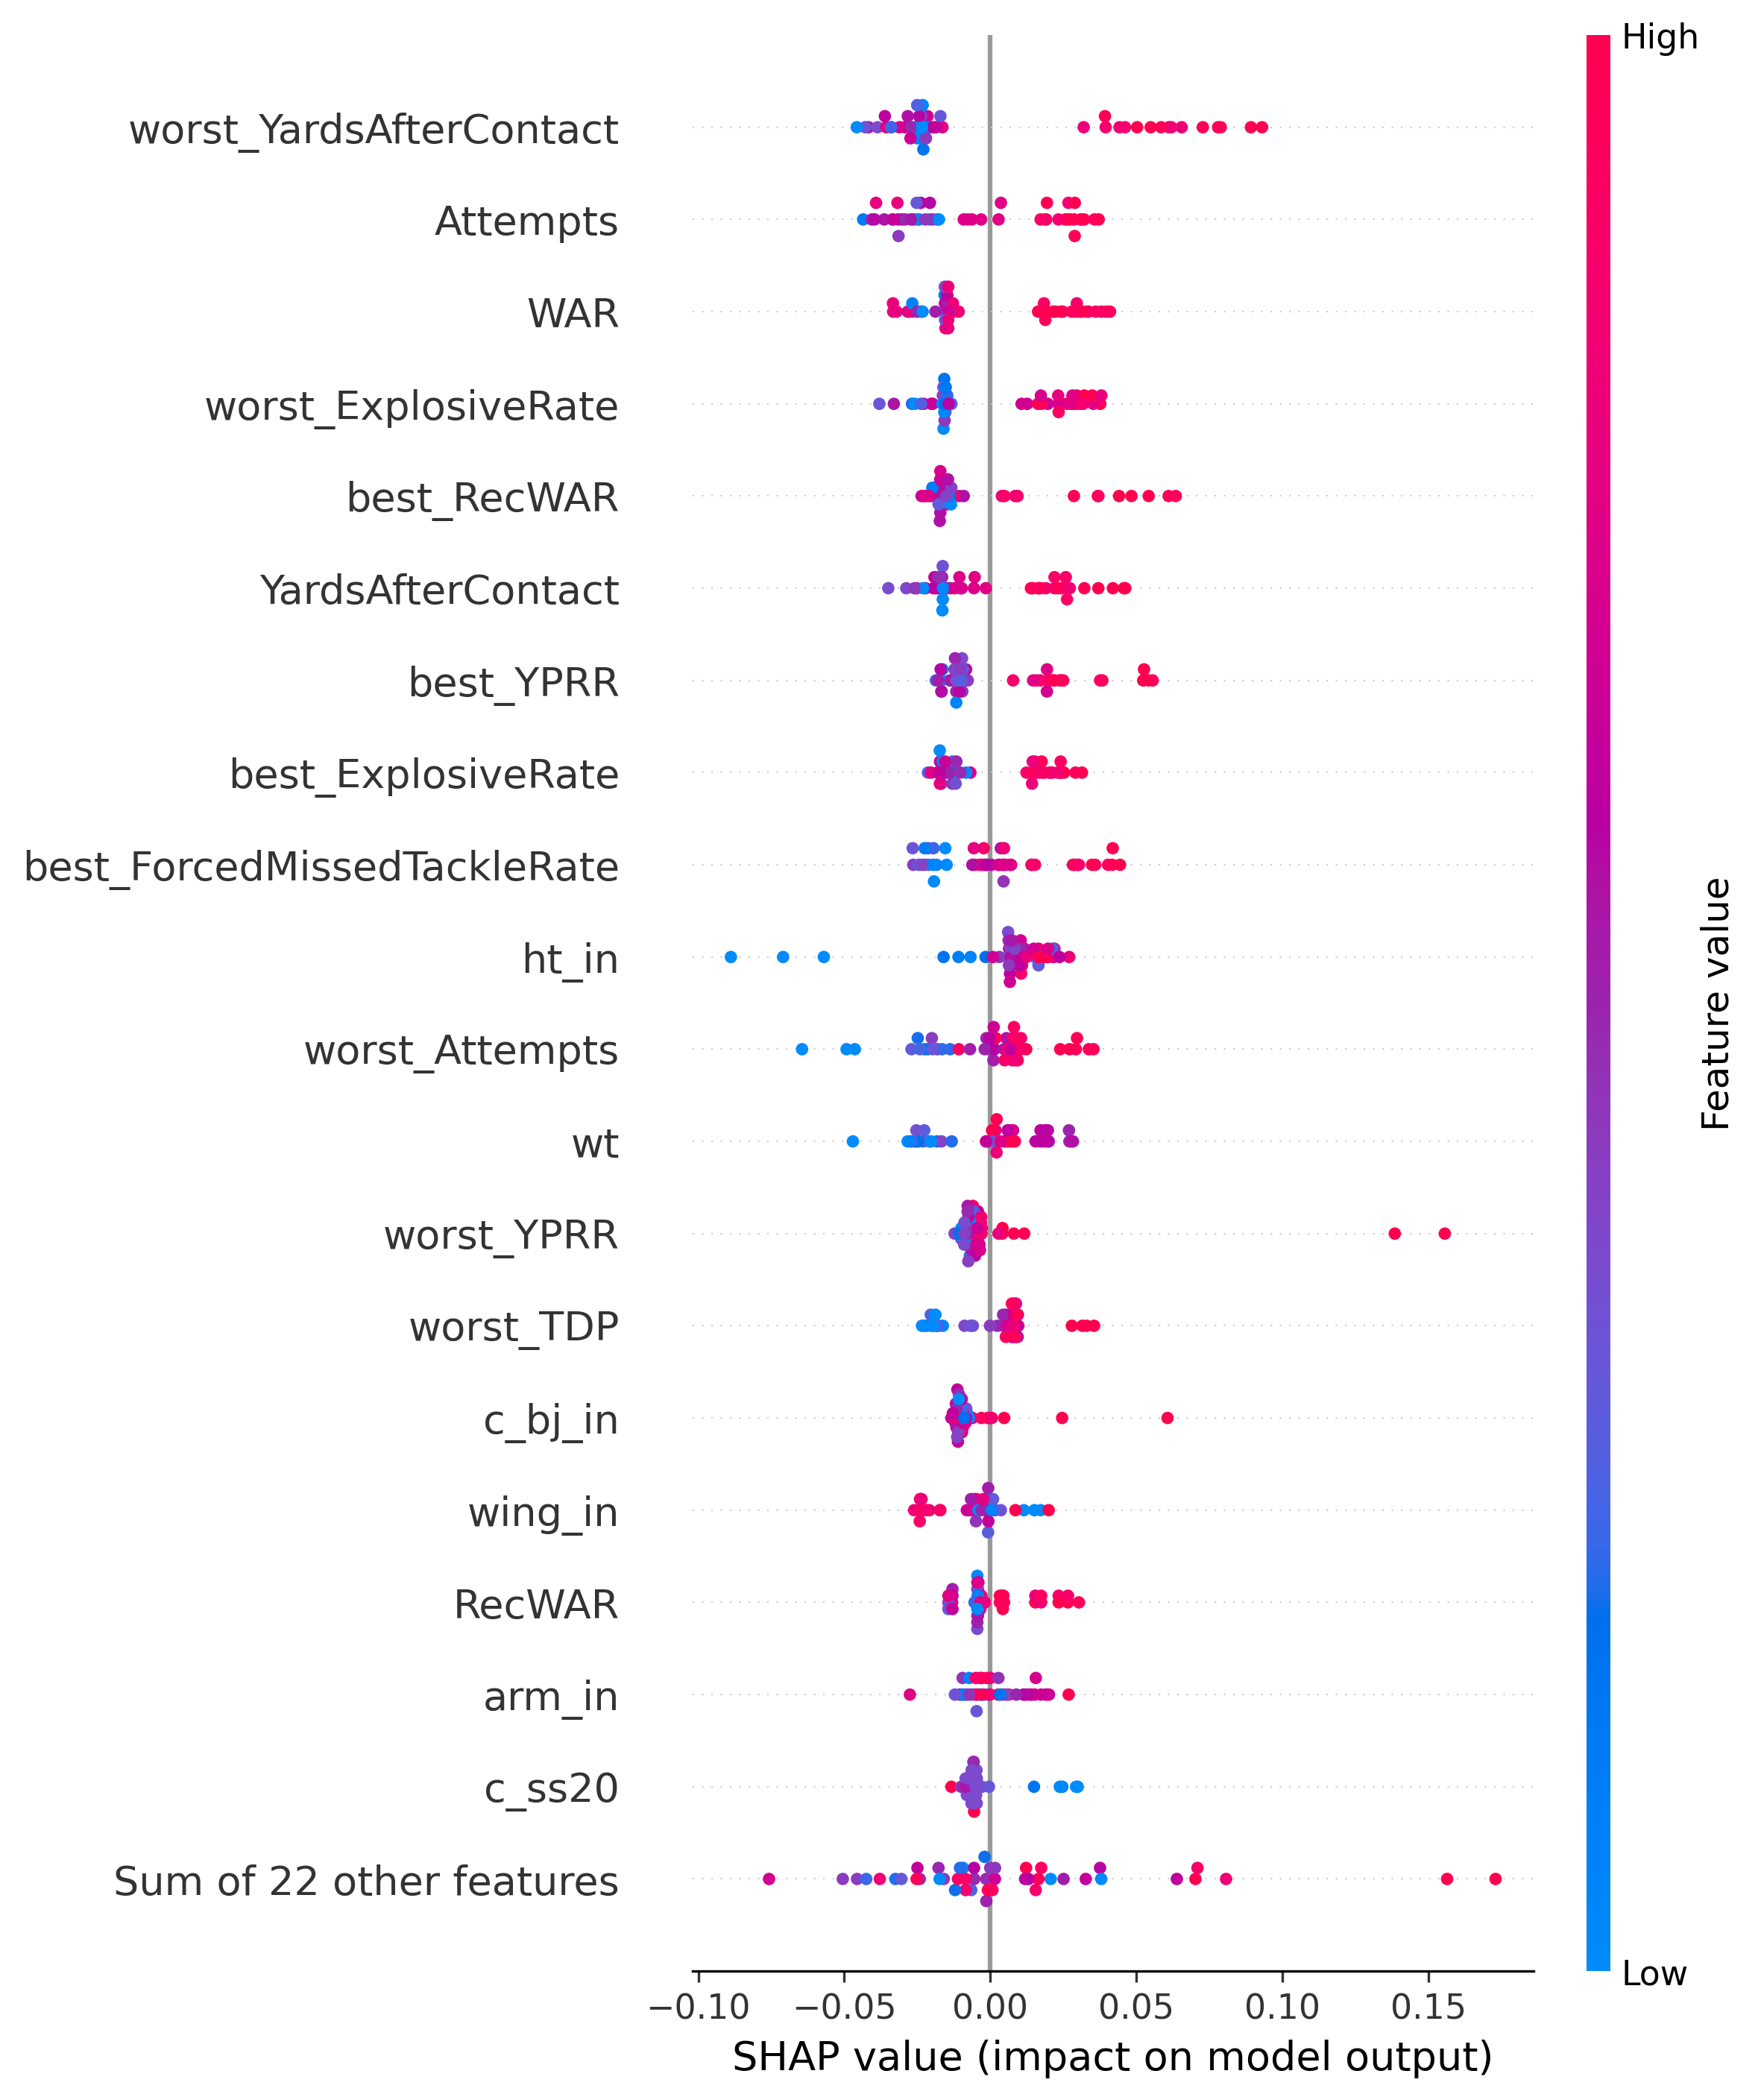 High
worst_YardsAfterContact
Attempts
WAR
worst_ExplosiveRate
best_RecWAR
YardsAfterContact
best_YPRR
best_ExplosiveRate
best_ForcedMissedTackleRate
ht_in
worst_Attempts
wt
worst_YPRR
worst_TDP
c_bj_in
wing_in
RecWAR
arm_in
c_ss20
Sum of 22 other features
Feature value
Low
−0.10 −0.05 0.00 0.05 0.10 0.15
SHAP value (impact on model output)